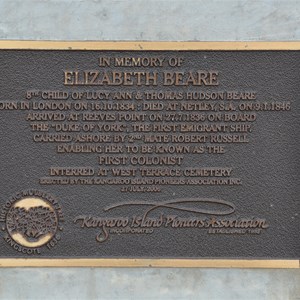 IN MEMORY OF
ELIZABETH BEARE
5TH CHILD OF LUCY ANN & THOMAS HUDSON BEARE
BORN IN LONDON ON 16.10.1834 : DIED AT NETLEY, S.A. ON 9.1.1846
ARRIVED AT REEVES POINT ON 27.7.1836 ON BOARD
THE "DUKE OF YORK", THE FIRST EMIGRANT SHIP.
CARRIED ASHORE BY 2ND MATE ROBERT RUSSELL
ENABLING HER TO BE KNOWN AS THE
FIRST COLONIST
INTERRED AT WEST TERRACE CEMETERY
ERECTED BY THE KANGAROO ISLAND PIONEERS ASSOCIATION INC.
27 JULY, 2006
Kangaroo Island Pioneers Association
INCORPORATED ESTABLISHED
KINGSCOTE